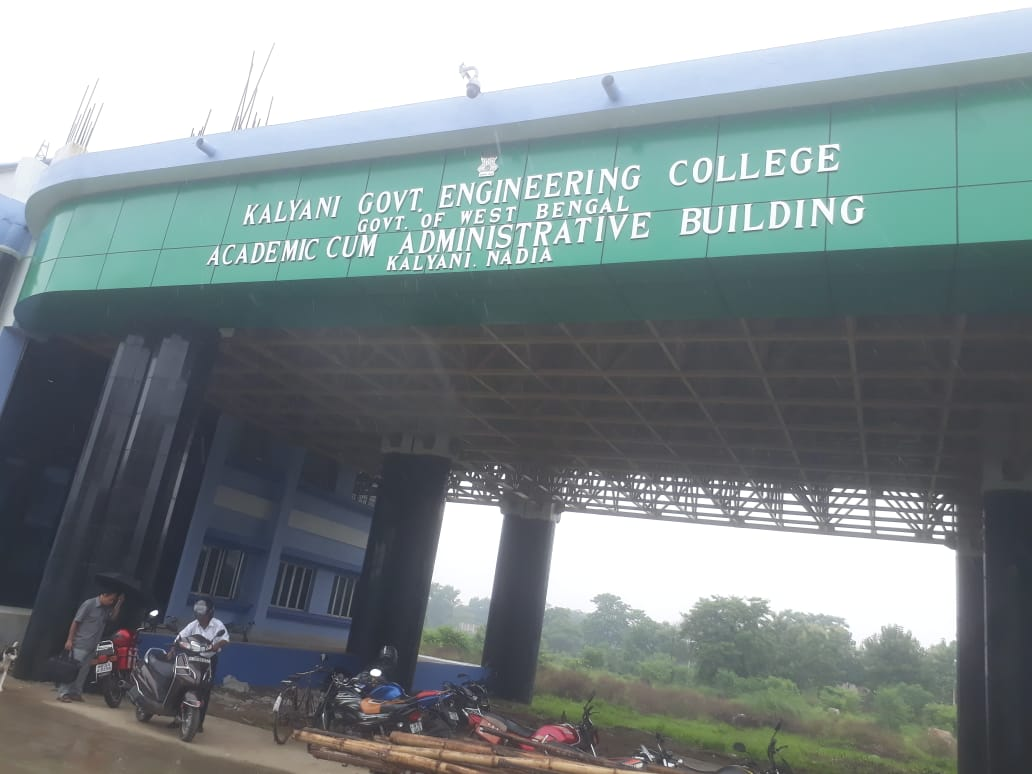 KALYANI GOVT. ENGINEERING COLLEGE
GOVT. OF WEST BENGAL
ACADEMIC CUM ADMINISTRATIVE BUILDING
KALYANI. NADIA